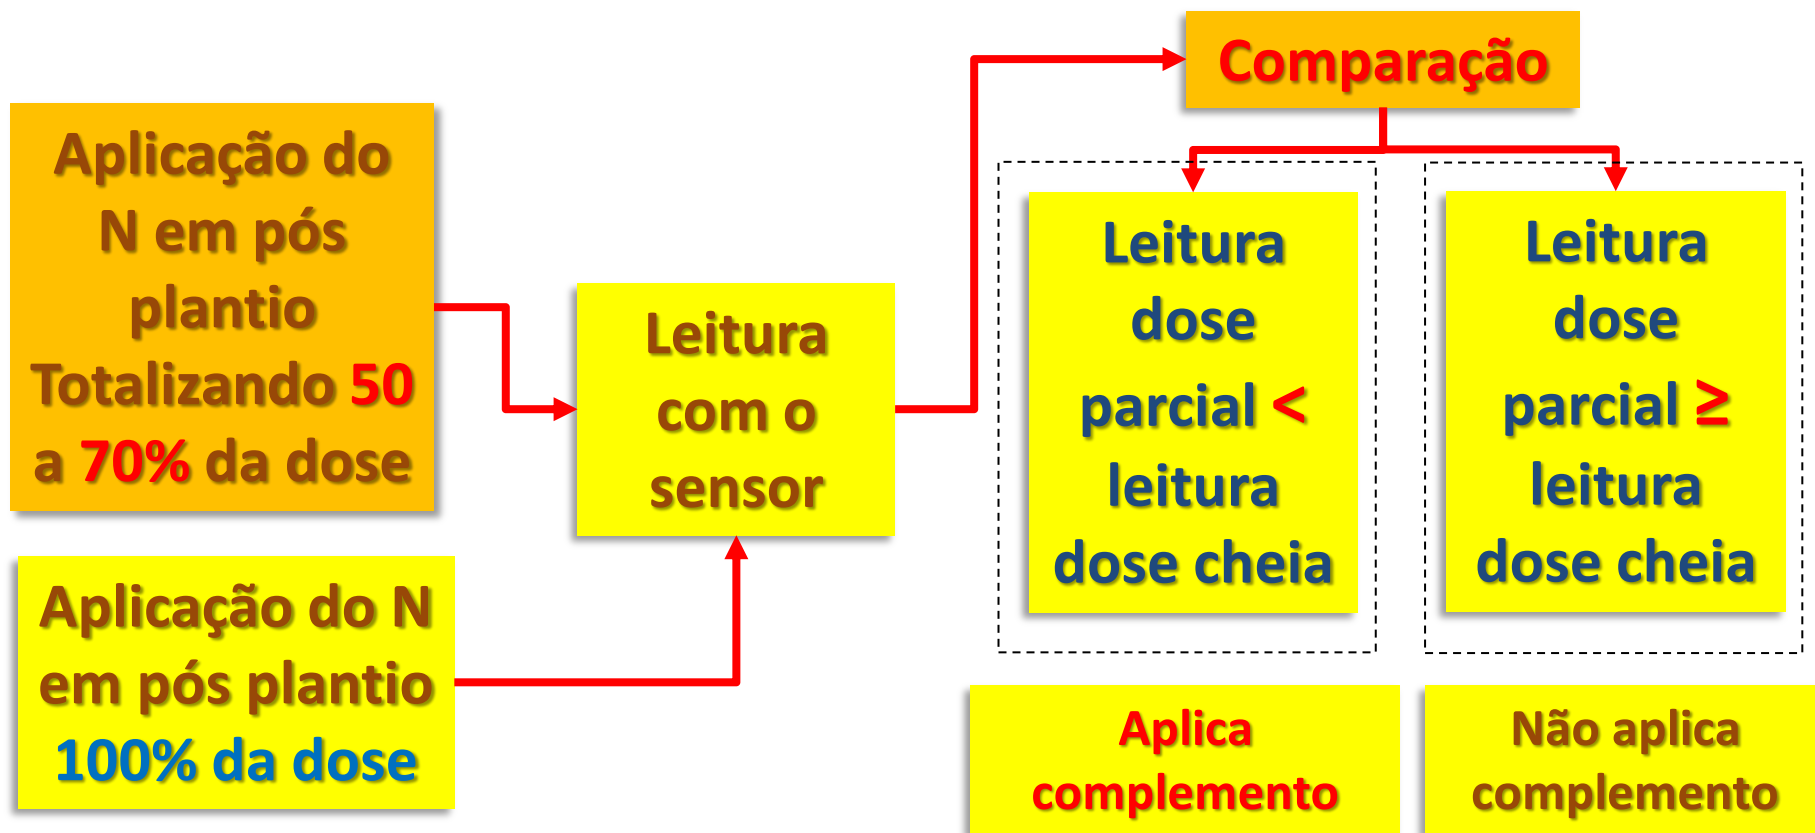 Aplicação do
N em pós
plantio
Totalizando 50
a 70% da dose
Aplicação do N
em pós plantio
100% da dose
Leitura
com o
sensor
Comparação
Leitura
dose
parcial <
leitura
dose cheia
Leitura
dose
parcial ≥
leitura
dose cheia
Aplica
complemento
Não aplica
complemento